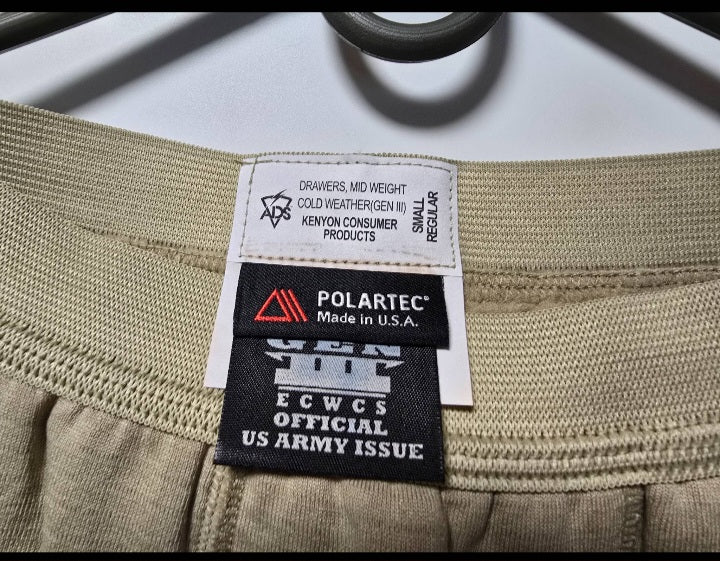 DRAWERS, MID WEIGHT
COLD WEATHER(GEN III)
KENYON CONSUMER
PRODUCTS
ADS
SMALL
REGULAR
POLARTEC®
Made in U.S.A.
GEN
III
ECWCS
OFFICIAL
US ARMY ISSUE